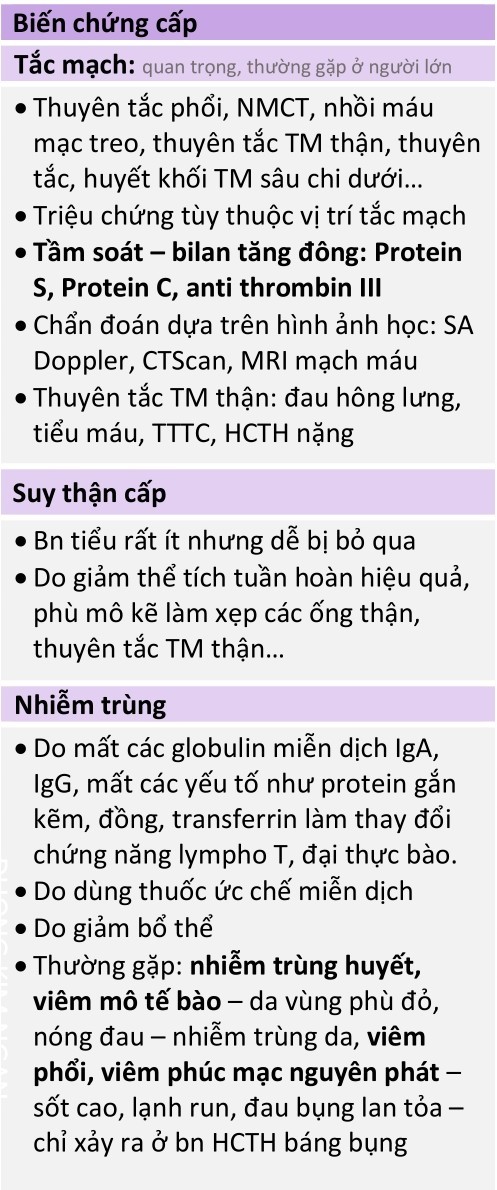 Biến chứng cấp
Tắc mạch: quan trọng, thường gặp ở người lớn
• Thuyên tắc phổi, NMCT, nhồi máu
mạc treo, thuyên tắc TM thận, thuyên
tắc, huyết khối TM sâu chi dưới...
• Triệu chứng tùy thuộc vị trí tắc mạch
• Tầm soát – bilan tăng đông: Protein
S, Protein C, anti thrombin III
• Chẩn đoán dựa trên hình ảnh học: SA
Doppler, CTScan, MRI mạch máu
• Thuyên tắc TM thận: đau hông lưng,
tiểu máu, TTTC, HCTH nặng
Suy thận cấp
• Bn tiểu rất ít nhưng dễ bị bỏ qua
• Do giảm thể tích tuần hoàn hiệu quả,
phù mô kẽ làm xẹp các ống thận,
thuyên tắc TM thận...
Nhiễm trùng
• Do mất các globulin miễn dịch IgA,
IgG, mất các yếu tố như protein gắn
kẽm, đồng, transferrin làm thay đổi
chứng năng lympho T, đại thực bào.
• Do dùng thuốc ức chế miễn dịch
• Do giảm bổ thể
• Thường gặp: nhiễm trùng huyết,
viêm mô tế bào – da vùng phù đỏ,
nóng đau – nhiễm trùng da, viêm
phổi, viêm phúc mạc nguyên phát –
sốt cao, lạnh run, đau bụng lan tỏa –
chỉ xảy ra ở bn HCTH báng bụng